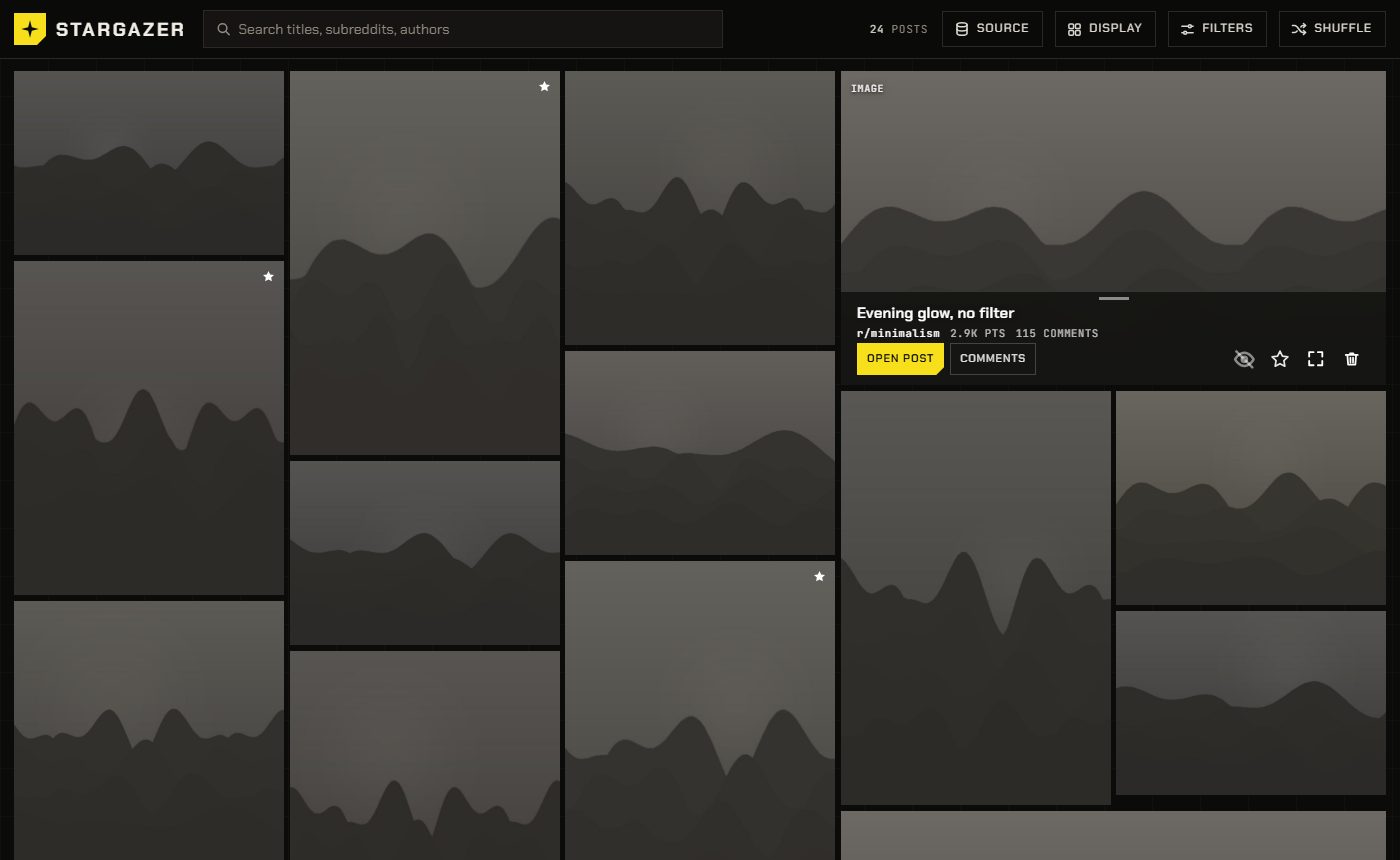 STARGAZER
Search titles, subreddits, authors
24 POSTS
SOURCE
DISPLAY
FILTERS
SHUFFLE
IMAGE
Evening glow, no filter
r/minimalism 2.9K PTS 115 COMMENTS
OPEN POST
COMMENTS